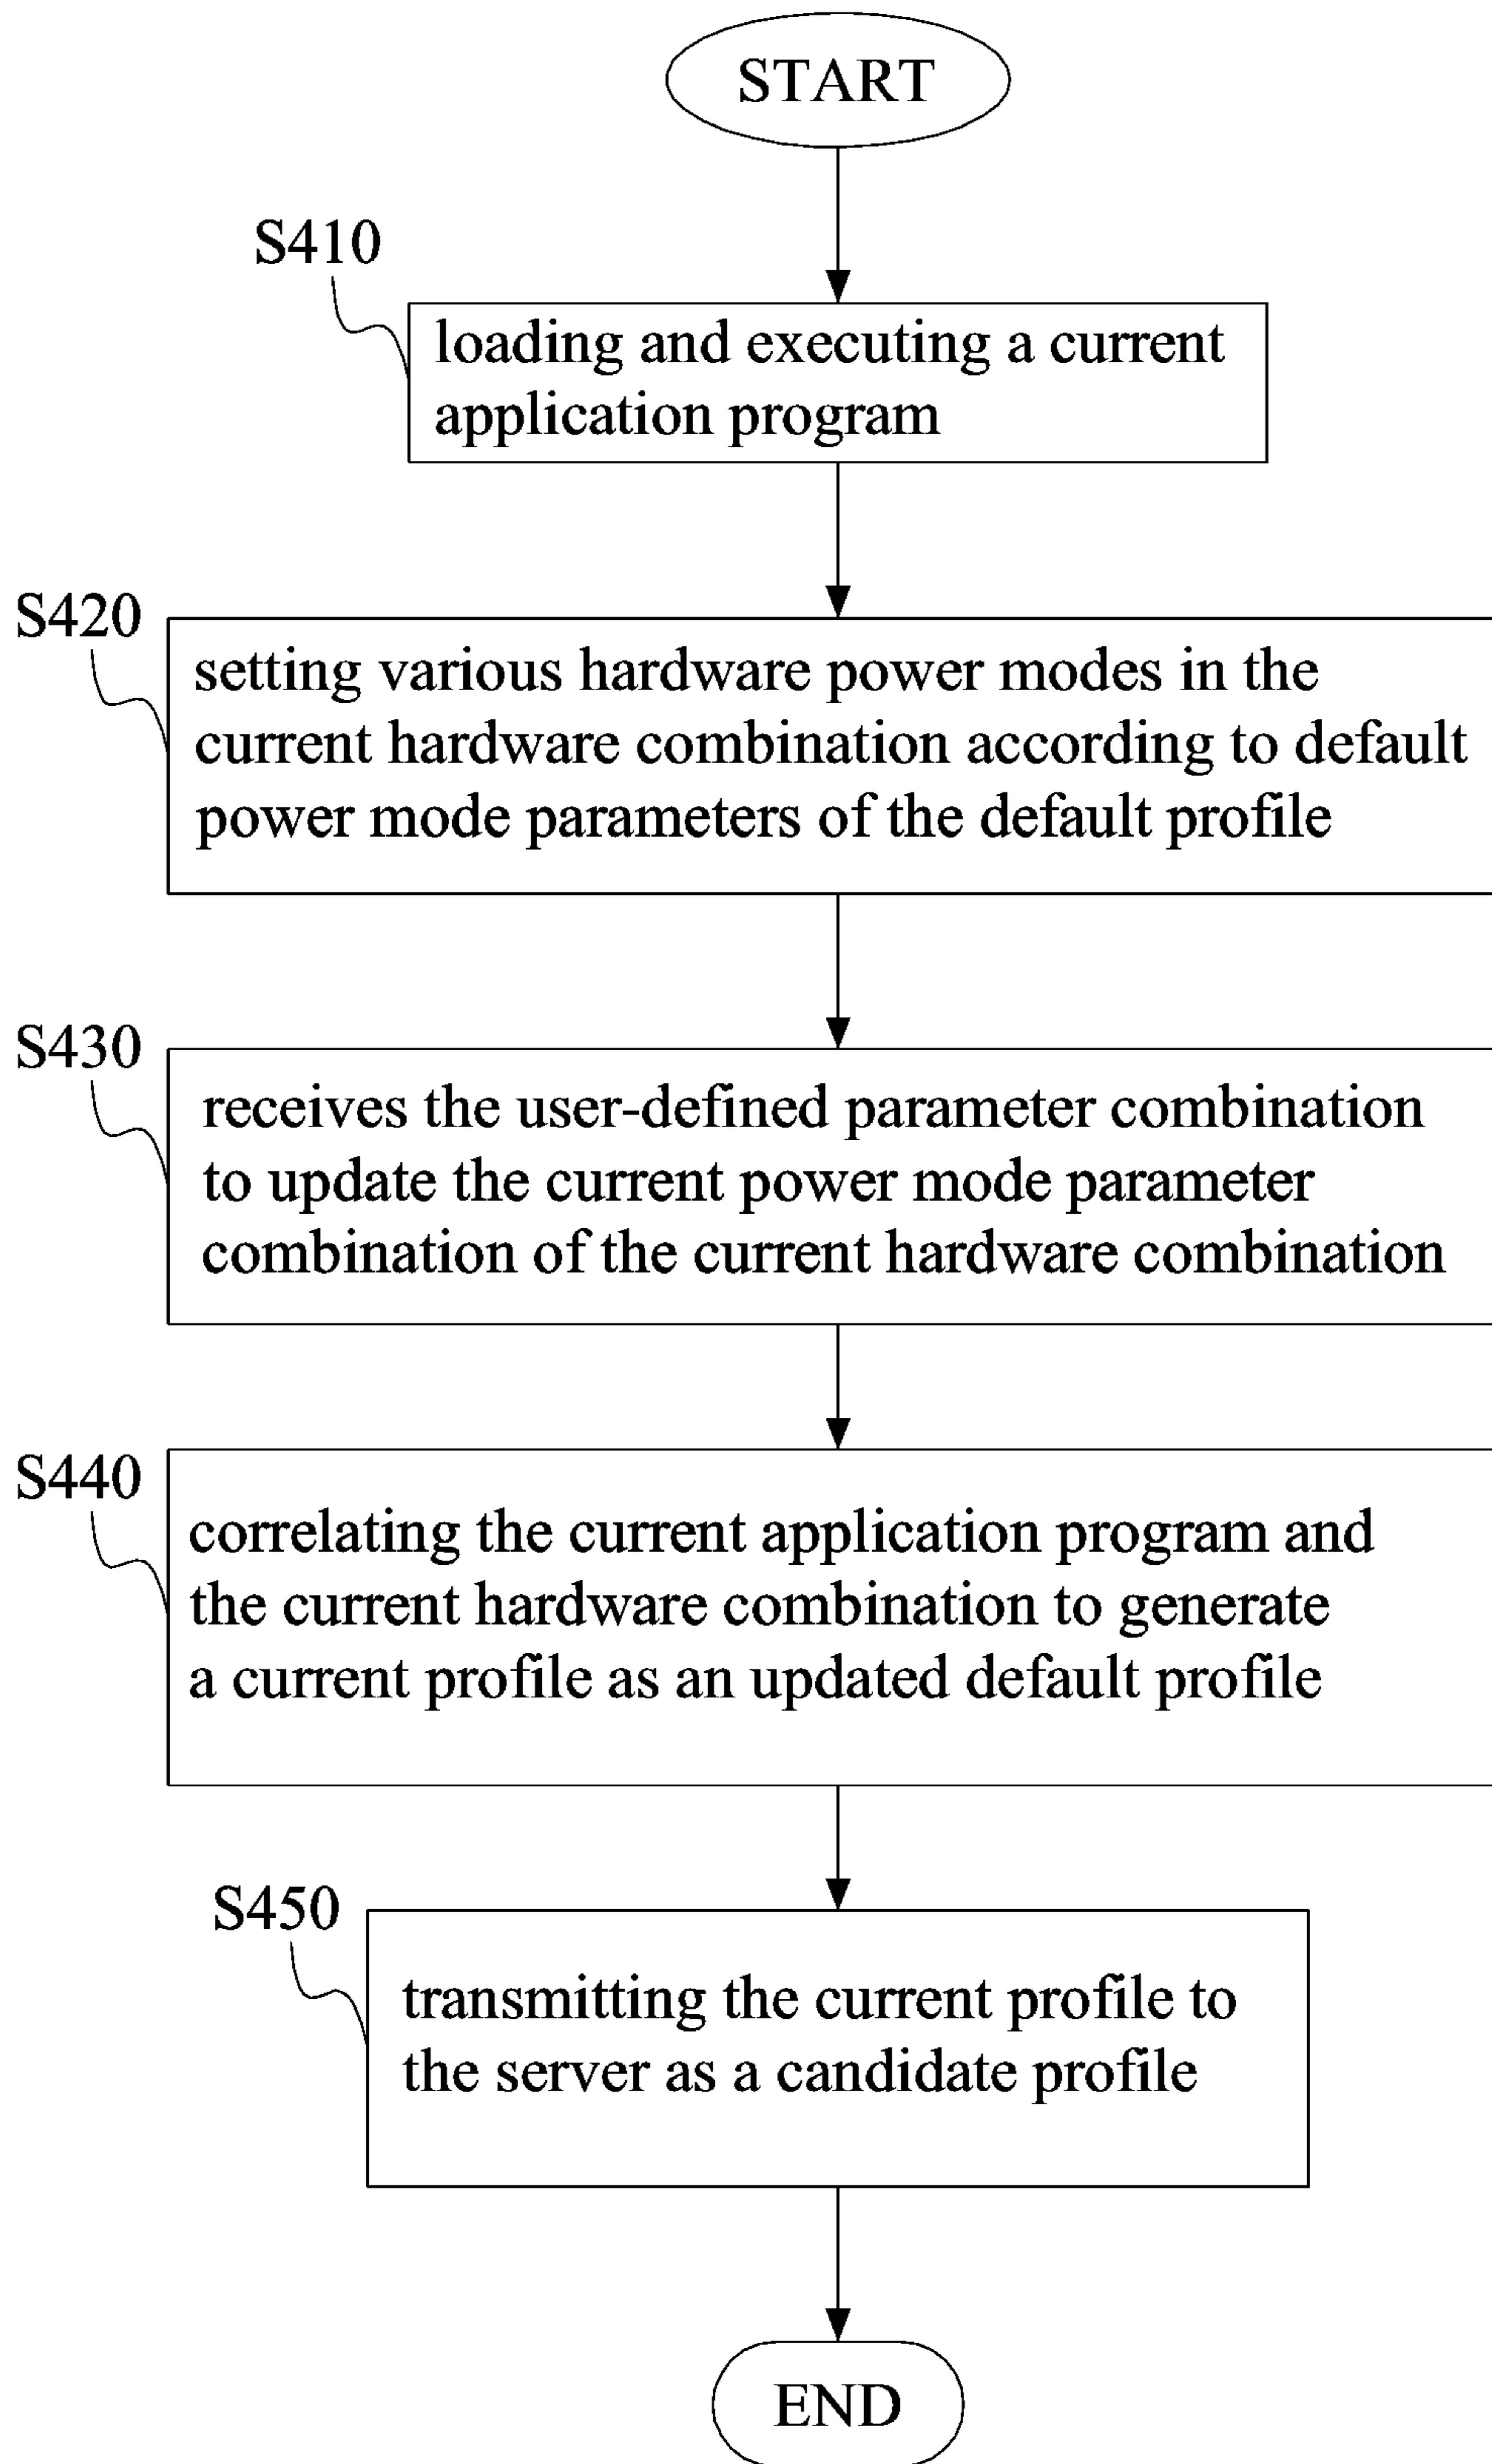 START
S410
loading and executing a current
application program
S420
setting various hardware power modes in the
current hardware combination according to default
power mode parameters of the default profile
S430
receives the user-defined parameter combination
to update the current power mode parameter
combination of the current hardware combination
S440
correlating the current application program and
the current hardware combination to generate
a current profile as an updated default profile
S450
transmitting the current profile to
the server as a candidate profile
END